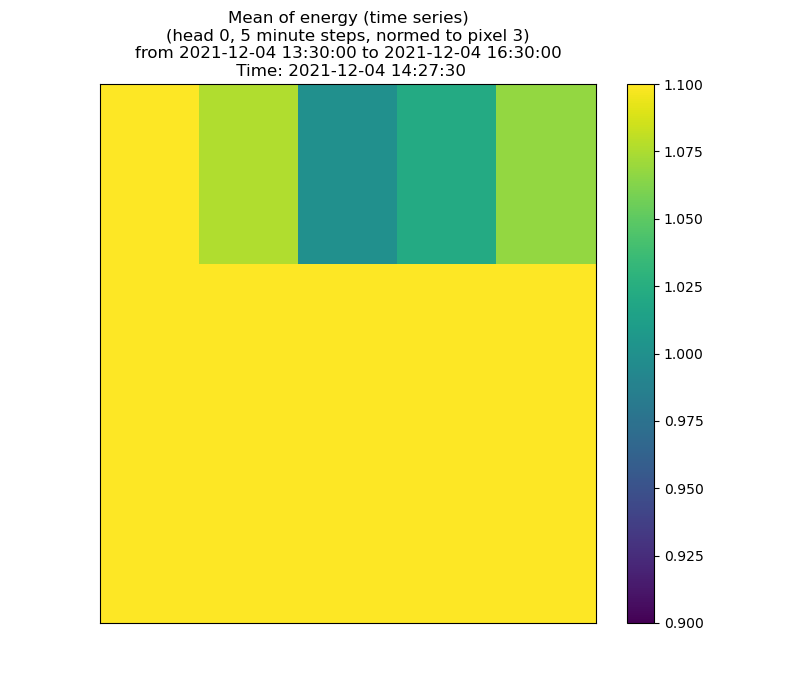 Mean of energy (time series)
(head 0, 5 minute steps, normed to pixel 3)
from 2021-12-04 13:30:00 to 2021-12-04 16:30:00
Time: 2021-12-04 14:27:30
1.100
1.075
1.050
1.025
1.000
0.975
0.950
0.925
0.900